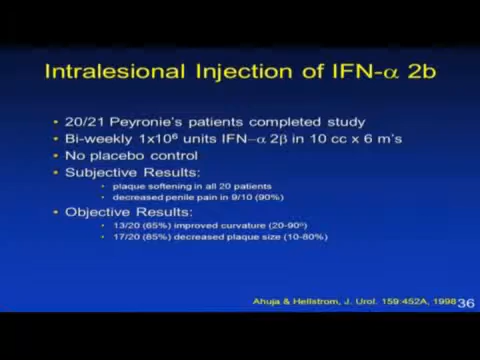 Intralesional Injection of IFN-α 2b
• 20/21 Peyronie's patients completed study
• Bi-weekly 1x10⁶ units IFN–α 2β in 10 cc x 6 m's
• No placebo control
• Subjective Results:
• plaque softening in all 20 patients
• decreased penile pain in 9/10 (90%)
• Objective Results:
• 13/20 (65%) improved curvature (20-90°)
• 17/20 (85%) decreased plaque size (10-80%)
Ahuja & Hellstrom, J. Urol. 159:452A, 1998
36